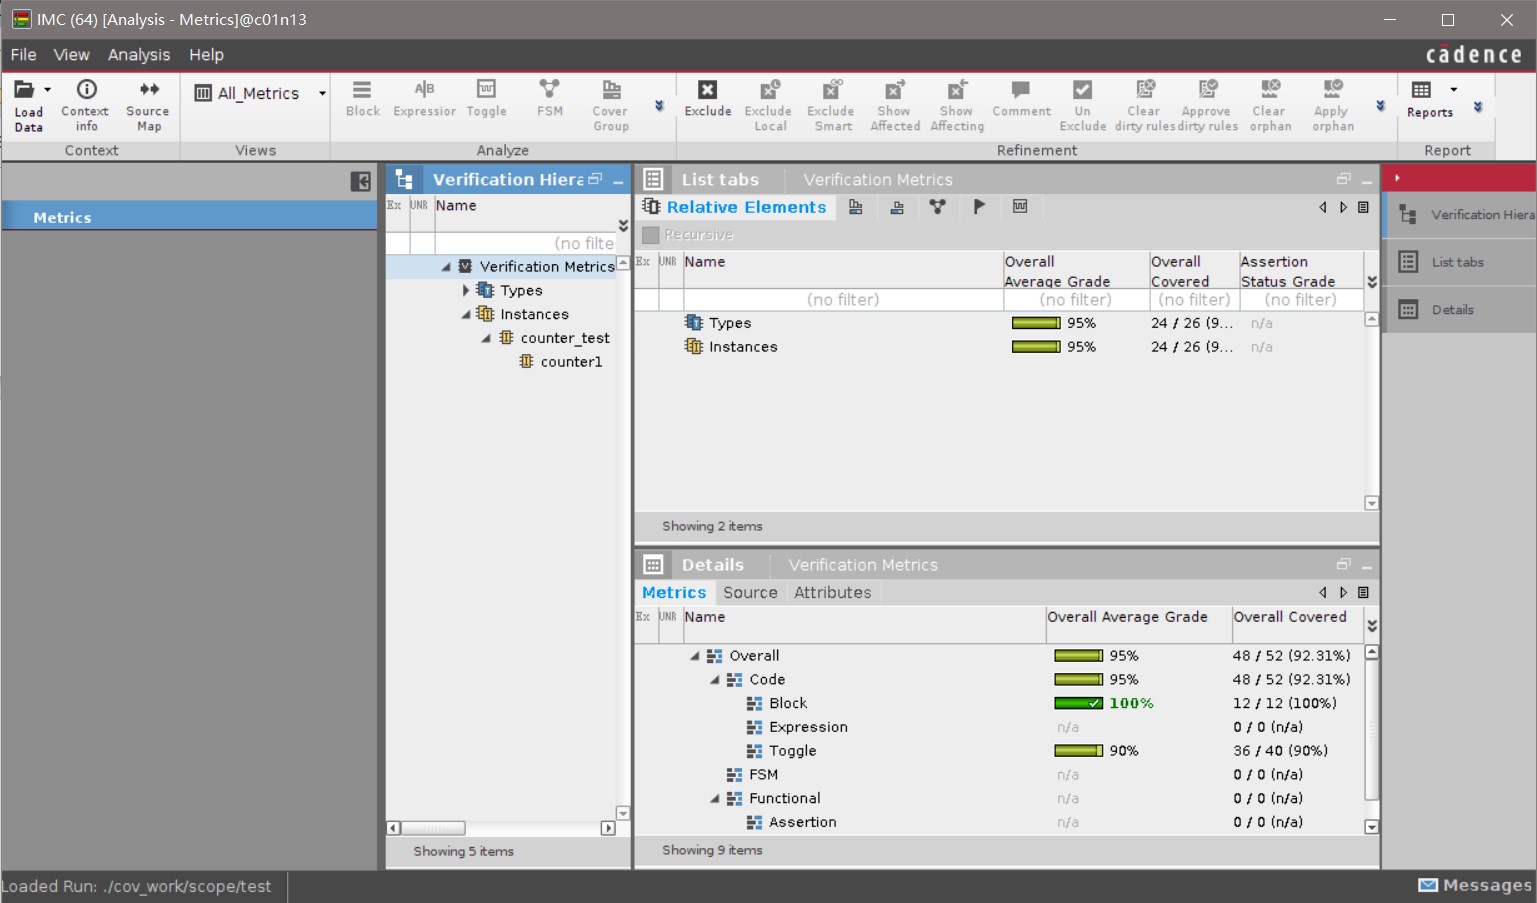 IMC (64) [Analysis - Metrics]@c01n13
File View Analysis Help
cādence
Load Data
Context info
Source Map
All_Metrics
Block
Expression
Toggle
FSM
Cover Group
Exclude
Exclude Local
Exclude Smart
Show Affected
Show Affecting
Comment
Un Exclude
Clear dirty rules
Approve dirty rules
Clear orphan
Apply orphan
Reports
Context
Views
Analyze
Refinement
Report
Metrics
Verification Hiera
Ex UNR Name
(no filte
Verification Metrics
Types
Instances
counter_test
counter1
Showing 5 items
List tabs Verification Metrics
Relative Elements
Recursive
Ex UNR Name Overall Average Grade Overall Covered Assertion Status Grade
(no filter) (no filter) (no filter) (no filter)
Types 95% 24 / 26 (9... n/a
Instances 95% 24 / 26 (9... n/a
Showing 2 items
Details Verification Metrics
Metrics Source Attributes
Ex UNR Name Overall Average Grade Overall Covered
Overall 95% 48 / 52 (92.31%)
Code 95% 48 / 52 (92.31%)
Block 100% 12 / 12 (100%)
Expression n/a 0 / 0 (n/a)
Toggle 90% 36 / 40 (90%)
FSM n/a 0 / 0 (n/a)
Functional n/a 0 / 0 (n/a)
Assertion n/a 0 / 0 (n/a)
Showing 9 items
Verification Hiera
List tabs
Details
Loaded Run: ./cov_work/scope/test
Messages